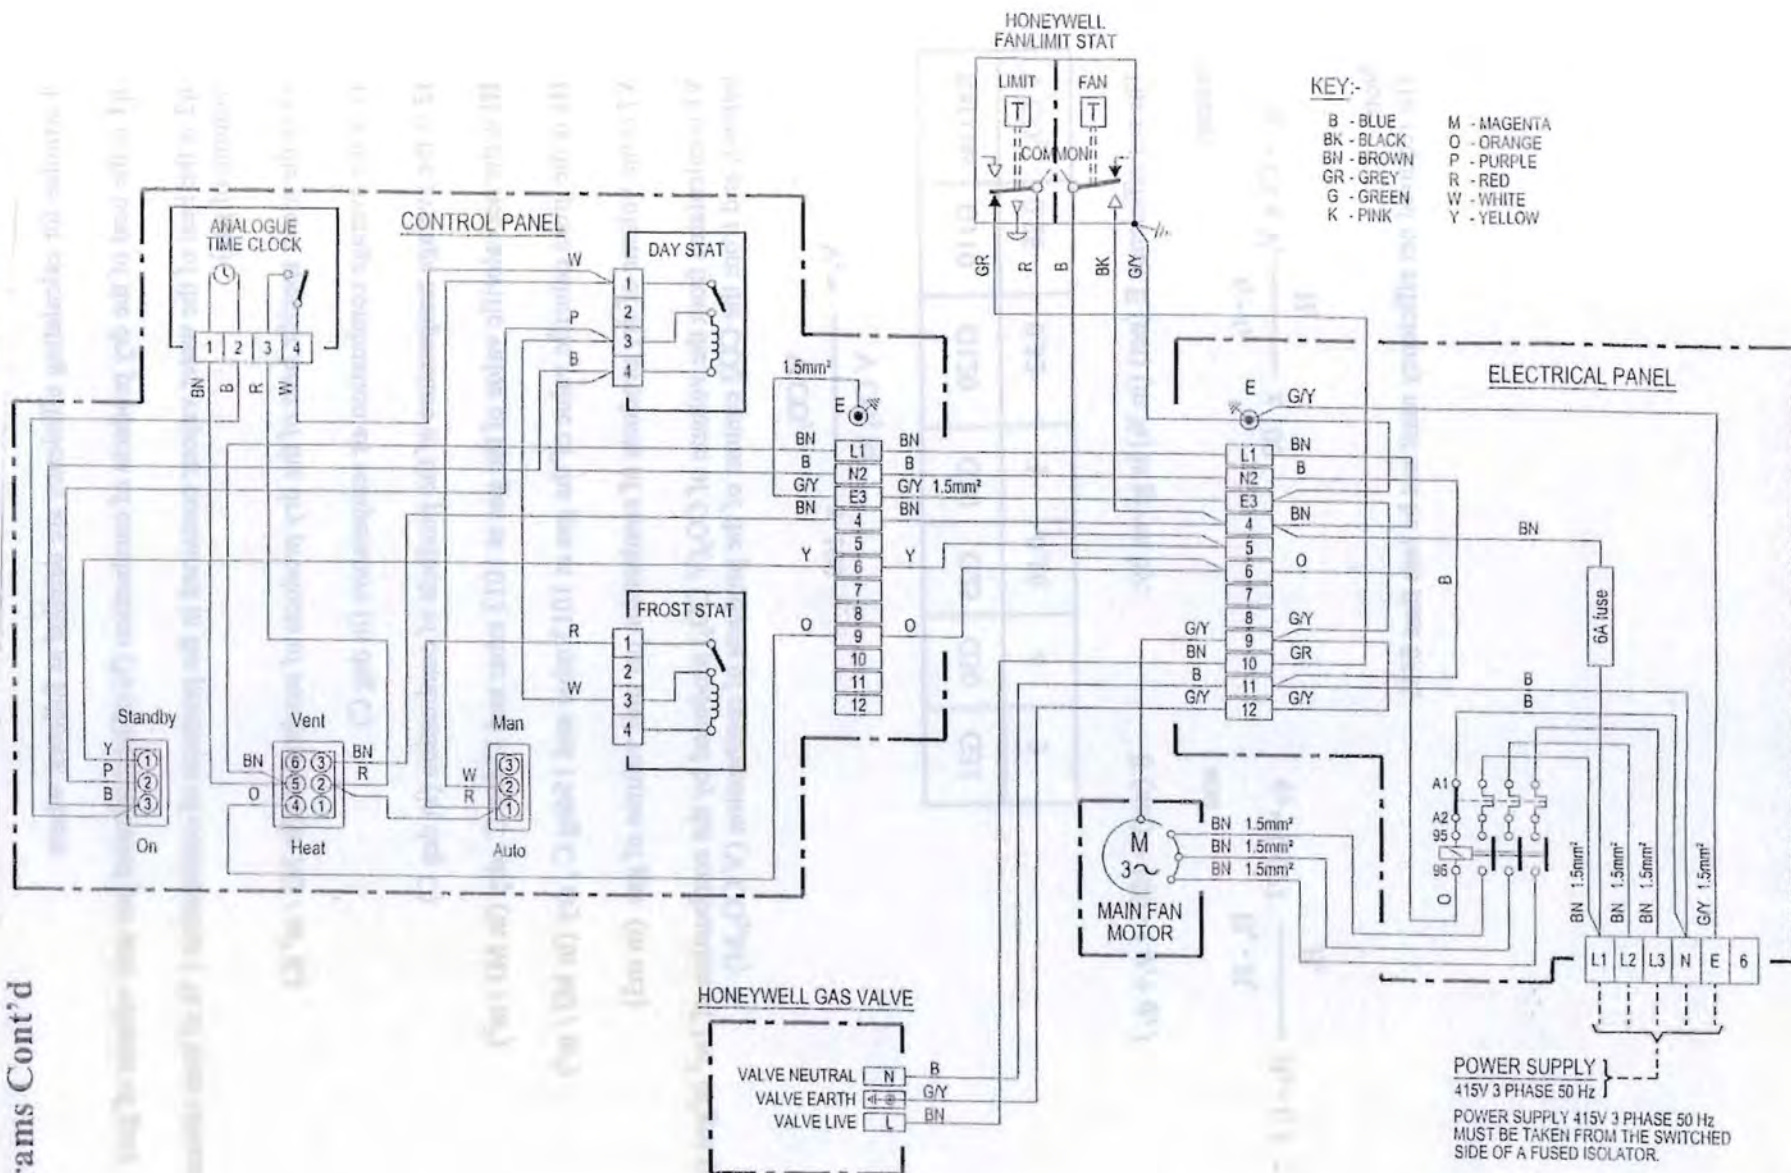 HONEYWELL
FAN/LIMIT STAT
LIMIT
FAN
T
T
COMMON
GR
R
B
BK
G/Y
KEY:-
B - BLUE
BK - BLACK
BN - BROWN
GR - GREY
G - GREEN
K - PINK
M - MAGENTA
O - ORANGE
P - PURPLE
R - RED
W - WHITE
Y - YELLOW
CONTROL PANEL
ANALOGUE
TIME CLOCK
1 2 3 4
BN
B
R
W
DAY STAT
W
P
B
1
2
3
4
1.5mm²
E
BN
B
G/Y
BN
Y
O
L1
N2
E3
4
5
6
7
8
9
10
11
12
BN
B
G/Y 1.5mm²
BN
Y
O
FROST STAT
R
W
1
2
3
4
Standby
Y
P
B
1
2
3
On
Vent
BN
O
6 3
5 2
4 1
BN
R
Heat
Man
W
R
3
2
1
Auto
ELECTRICAL PANEL
E
G/Y
L1
N2
E3
4
5
6
7
8
9
10
11
12
BN
B
BN
O
G/Y
GR
G/Y
G/Y
BN
B
G/Y
BN
B
6A fuse
B
B
A1
A2
95
96
O
BN 1.5mm²
BN 1.5mm²
BN 1.5mm²
G/Y 1.5mm²
L1 L2 L3 N E 6
M
3~
MAIN FAN
MOTOR
BN 1.5mm²
BN 1.5mm²
BN 1.5mm²
HONEYWELL GAS VALVE
VALVE NEUTRAL N B
VALVE EARTH G/Y
VALVE LIVE L BN
POWER SUPPLY
415V 3 PHASE 50 Hz
POWER SUPPLY 415V 3 PHASE 50 Hz
MUST BE TAKEN FROM THE SWITCHED
SIDE OF A FUSED ISOLATOR.
rams Cont'd